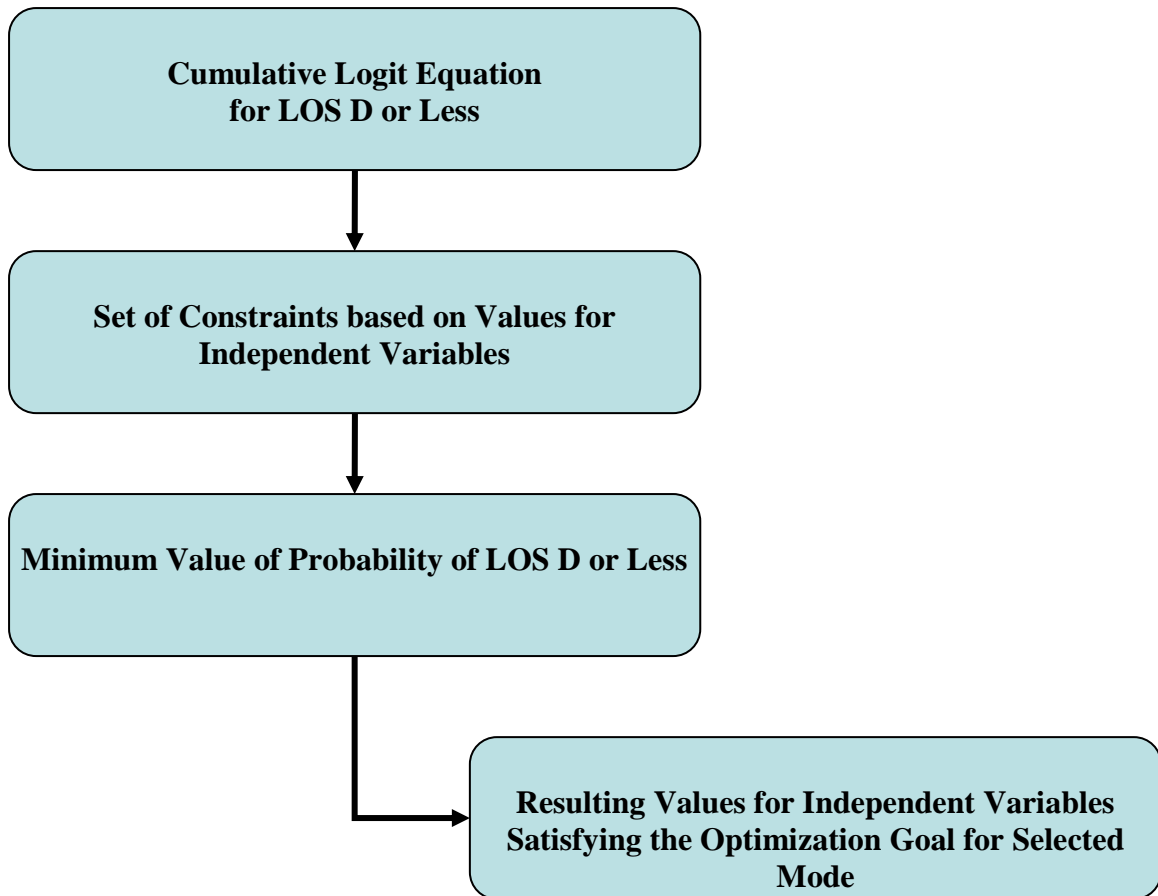 Cumulative Logit Equation
for LOS D or Less
Set of Constraints based on Values for
Independent Variables
Minimum Value of Probability of LOS D or Less
Resulting Values for Independent Variables
Satisfying the Optimization Goal for Selected
Mode